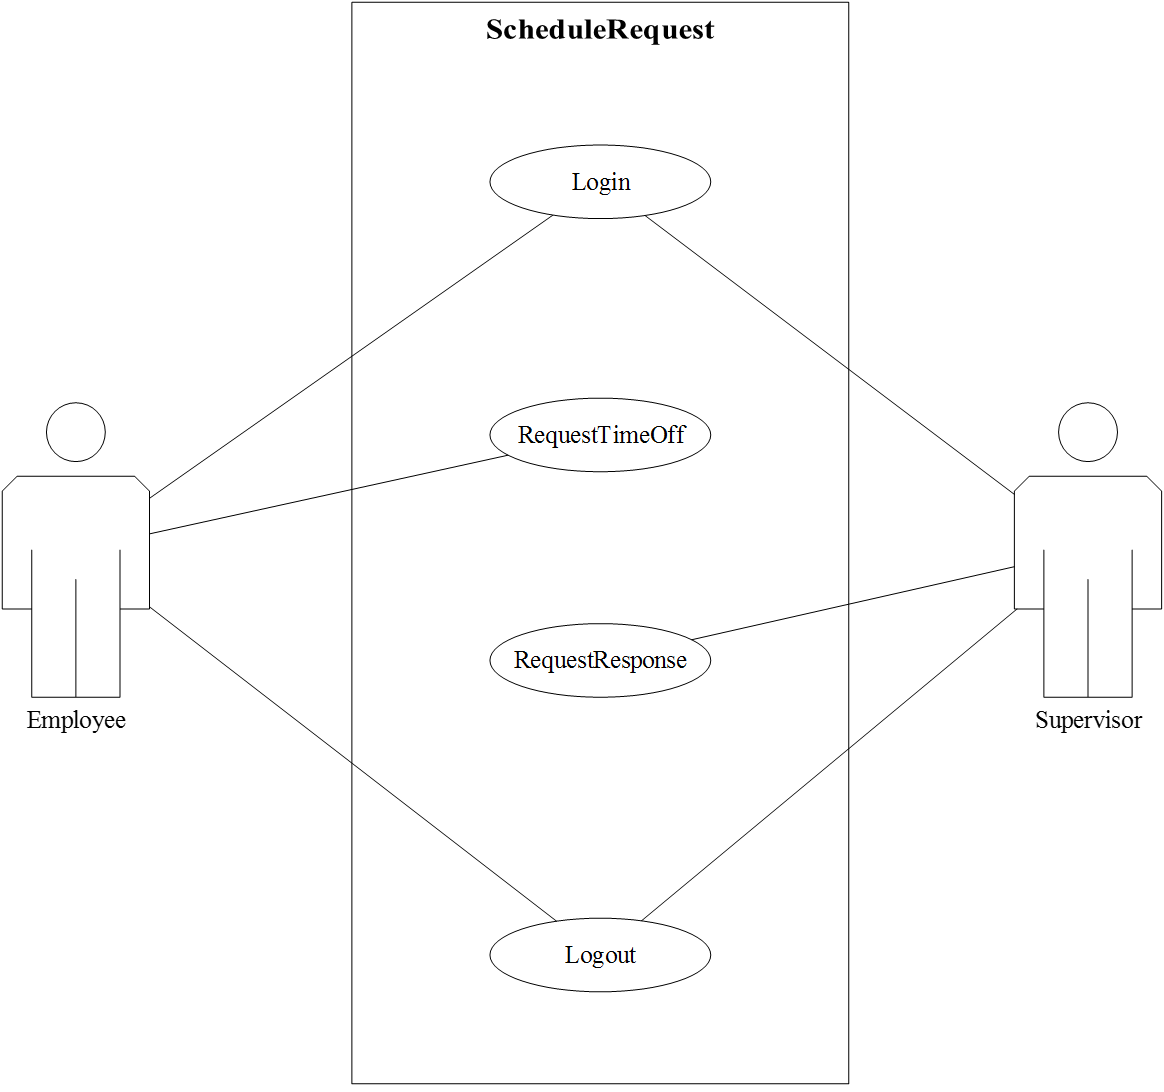 ScheduleRequest
Login
RequestTimeOff
RequestResponse
Employee
Supervisor
Logout